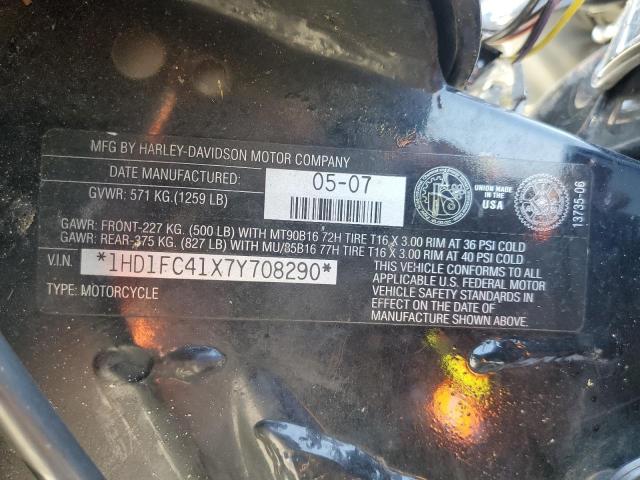 MFG BY HARLEY-DAVIDSON MOTOR COMPANY
DATE MANUFACTURED: 05-07
GVWR: 571 KG.(1259 LB)
UNION MADE IN THE
USA
13735-06
GAWR: FRONT-227 KG. (500 LB) WITH MT90B16 72H TIRE T16 X 3.00 RIM AT 36 PSI COLD
GAWR: REAR-375 KG. (827 LB) WITH MU/85B16 77H TIRE T16 X 3.00 RIM AT 40 PSI COLD
V.I.N. *1HD1FC41X7Y708290*
THIS VEHICLE CONFORMS TO ALL
APPLICABLE U.S. FEDERAL MOTOR
VEHICLE SAFETY STANDARDS IN
EFFECT ON THE DATE OF
MANUFACTURE SHOWN ABOVE.
TYPE: MOTORCYCLE